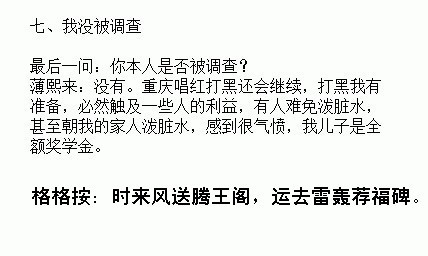 七、我没被调查
最后一问：你本人是否被调查？
薄熙来：没有。重庆唱红打黑还会继续，打黑我有
准备，必然触及一些人的利益，有人难免泼脏水，
甚至朝我的家人泼脏水，感到很气愤，我儿子是全
额奖学金。
格格按：时来风送腾王阁，运去雷轰荐福碑。